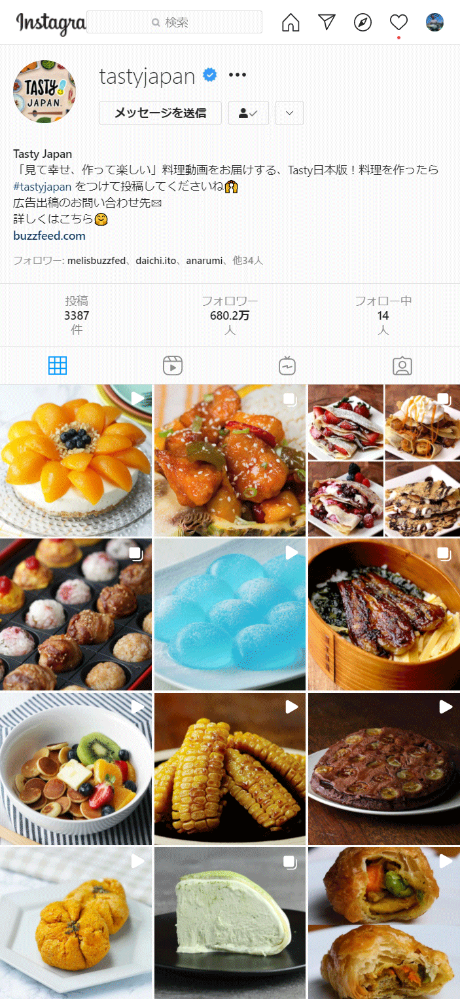 Instagra
検索
TASTY
JAPAN
tastyjapan
メッセージを送信
Tasty Japan
「見て幸せ、作って楽しい」料理動画をお届けする、Tasty日本版！料理を作ったら
#tastyjapan をつけて投稿してくださいね🙌
広告出稿のお問い合わせ先✉
詳しくはこちら🤗
buzzfeed.com
フォロワー: melisbuzzfed、daichi.ito、anarumi、他34人
投稿
3387
件
フォロワー
680.2万
人
フォロー中
14
人